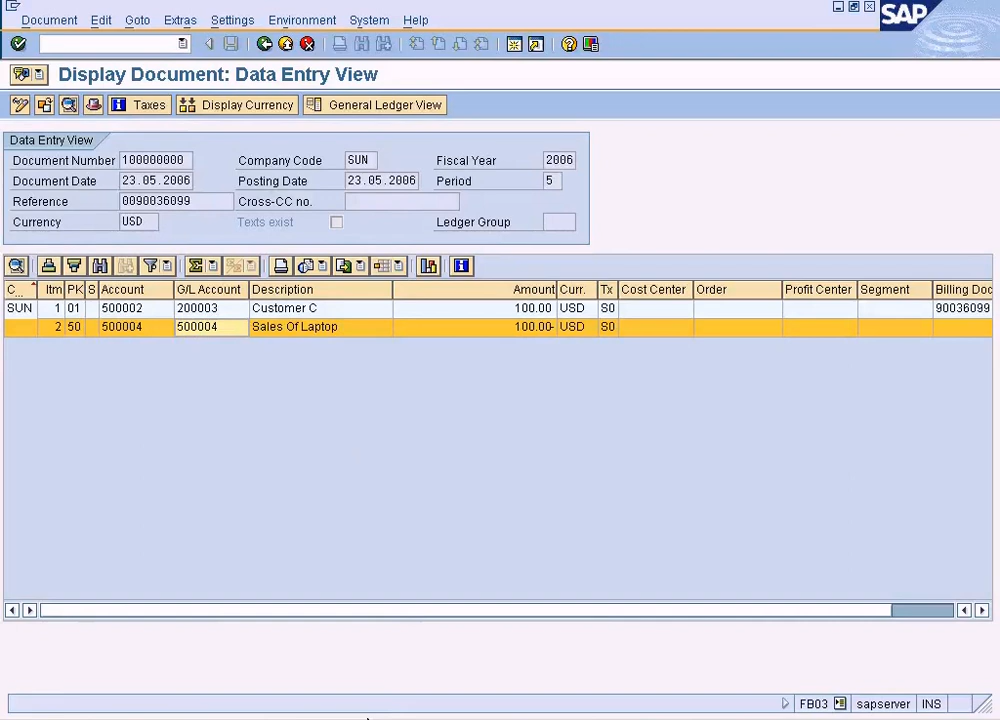 Document Edit Goto Extras Settings Environment System Help
SAP
Display Document: Data Entry View
Taxes Display Currency General Ledger View
Data Entry View
Document Number 100000000 Company Code SUN Fiscal Year 2006
Document Date 23.05.2006 Posting Date 23.05.2006 Period 5
Reference 0090036099 Cross-CC no.
Currency USD Texts exist Ledger Group
C... Itm PK S Account G/L Account Description Amount Curr. Tx Cost Center Order Profit Center Segment Billing Doc
SUN 1 01 500002 200003 Customer C 100.00 USD S0 90036099
2 50 500004 500004 Sales Of Laptop 100.00- USD S0
FB03 sapserver INS